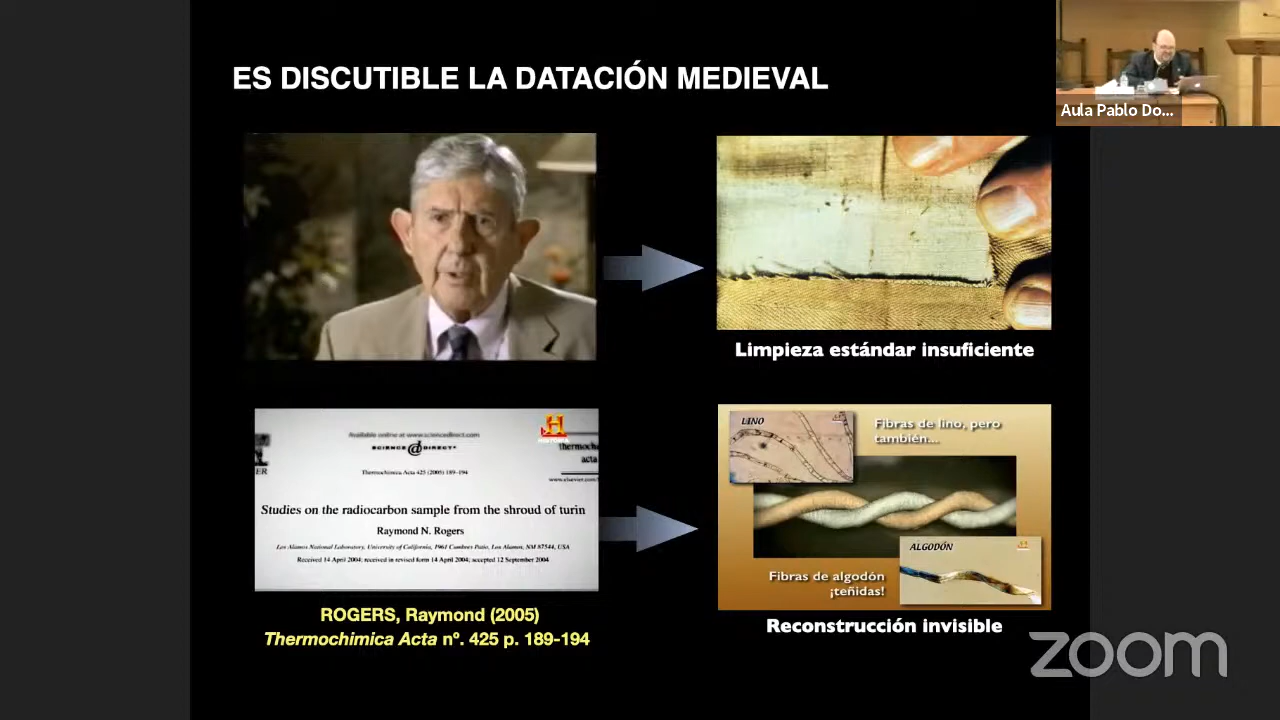 ES DISCUTIBLE LA DATACIÓN MEDIEVAL
Aula Pablo Do...
Limpieza estándar insuficiente
HISTORIA
Available online at www.sciencedirect.com
SCIENCE @ DIRECT®
ER
thermoch
acta
Thermochimica Acta 425 (2005) 189–194
www.elsevier.com/
Studies on the radiocarbon sample from the shroud of turin
Raymond N. Rogers
Los Alamos National Laboratory, University of California, 1961 Cumbres Patio, Los Alamos, NM 87544, USA
Received 14 April 2004; received in revised form 14 April 2004; accepted 12 September 2004
ROGERS, Raymond (2005)
Thermochimica Acta nº. 425 p. 189-194
LINO
Fibras de lino, pero
también...
ALGODÓN
Fibras de algodón
¡teñidas!
Reconstrucción invisible
zoom